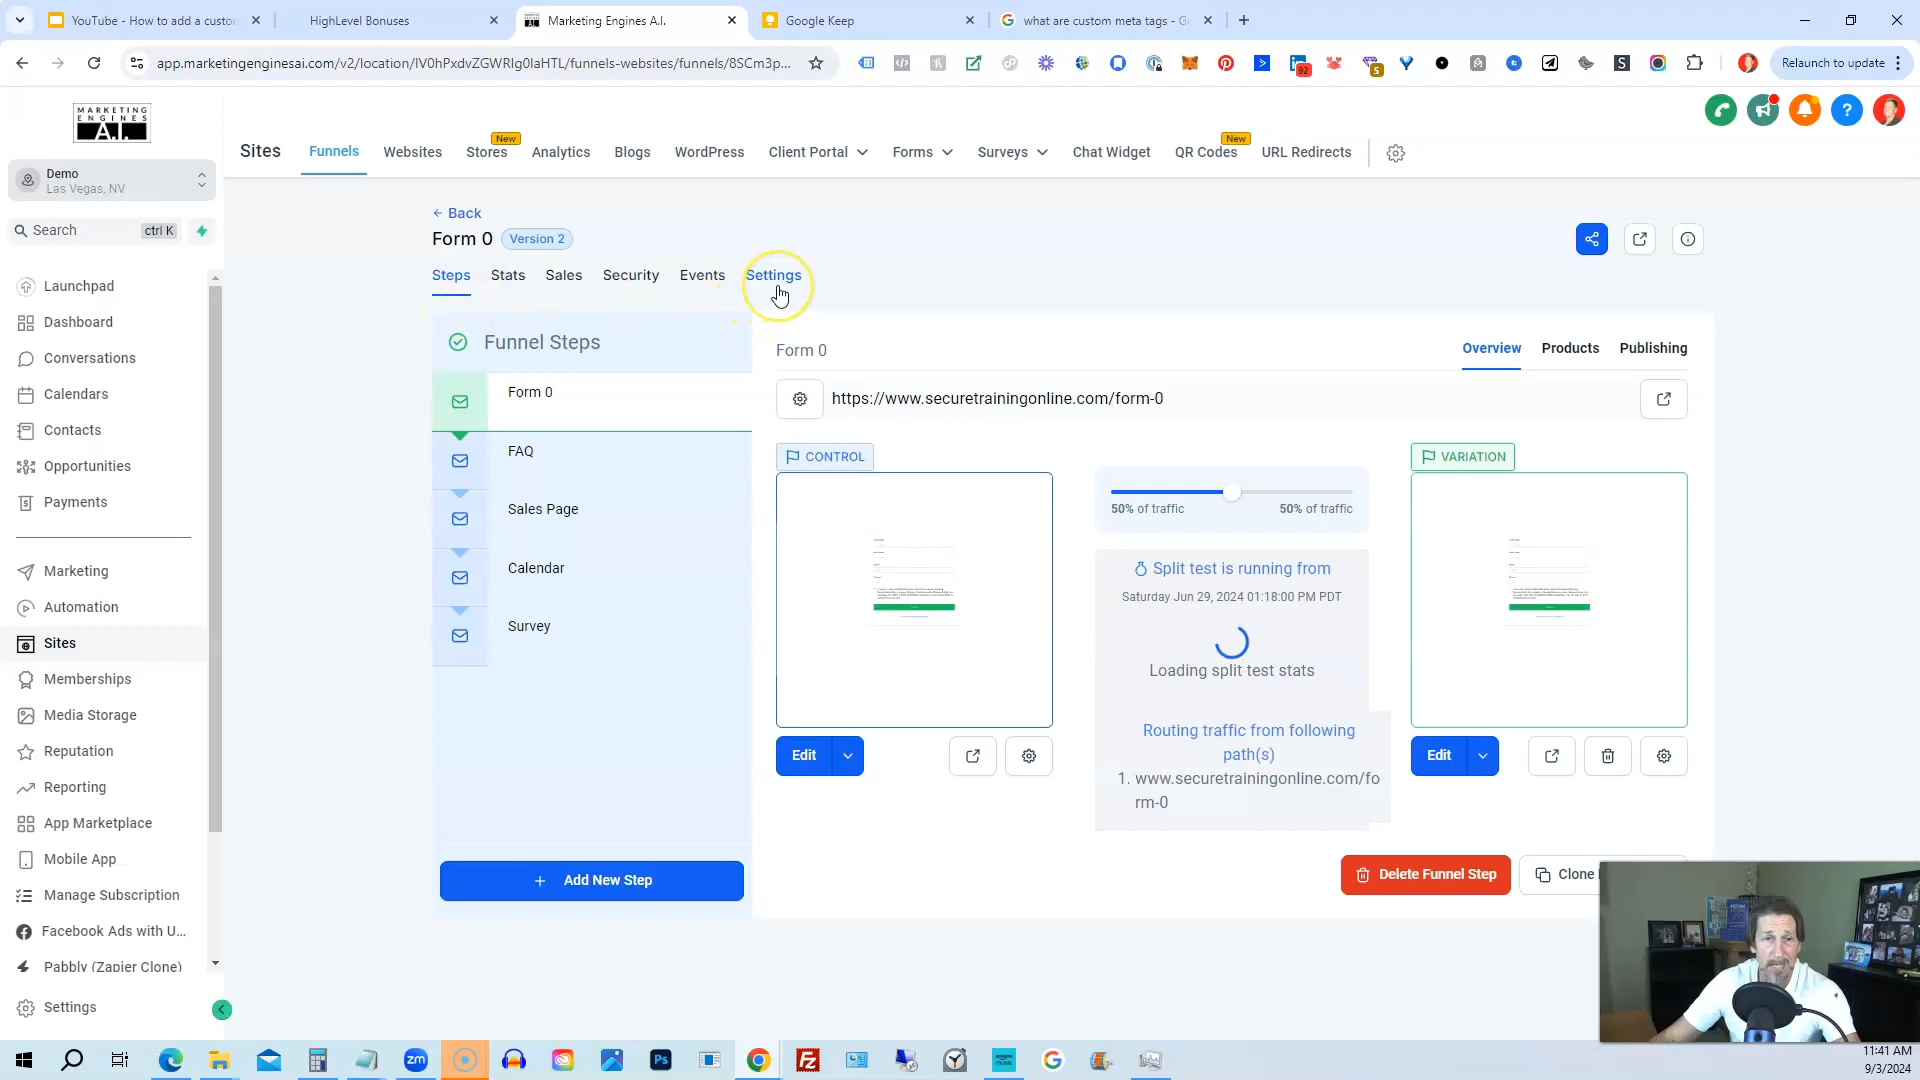 YouTube - How to add a custom
HighLevel Bonuses
Marketing Engines A.I.
Google Keep
what are custom meta tags - G
app.marketingenginesai.com/v2/location/
/funnels-websites/funnels/8SCm3p...
92
5
Relaunch to update
MARKETING
ENGINES
A.I.
Demo
Las Vegas, NV
Search
ctrl K
Launchpad
Dashboard
Conversations
Calendars
Contacts
Opportunities
Payments
Marketing
Automation
Sites
Memberships
Media Storage
Reputation
Reporting
App Marketplace
Mobile App
Manage Subscription
Facebook Ads with U...
Pabbly (Zapier Clone)
Settings
Sites
Funnels
Websites
New
Stores
Analytics
Blogs
WordPress
Client Portal
Forms
Surveys
Chat Widget
New
QR Codes
URL Redirects
Back
Form 0
Version 2
Steps
Stats
Sales
Security
Events
Settings
Funnel Steps
Form 0
FAQ
Sales Page
Calendar
Survey
+ Add New Step
Form 0
Overview
Products
Publishing
https://www.securetrainingonline.com/form-0
CONTROL
50% of traffic
50% of traffic
Split test is running from
Saturday Jun 29, 2024 01:18:00 PM PDT
Loading split test stats
Routing traffic from following
path(s)
1. www.securetrainingonline.com/fo
rm-0
VARIATION
Edit
Edit
Delete Funnel Step
Clone
zm
Ps
11:41 AM
9/3/2024